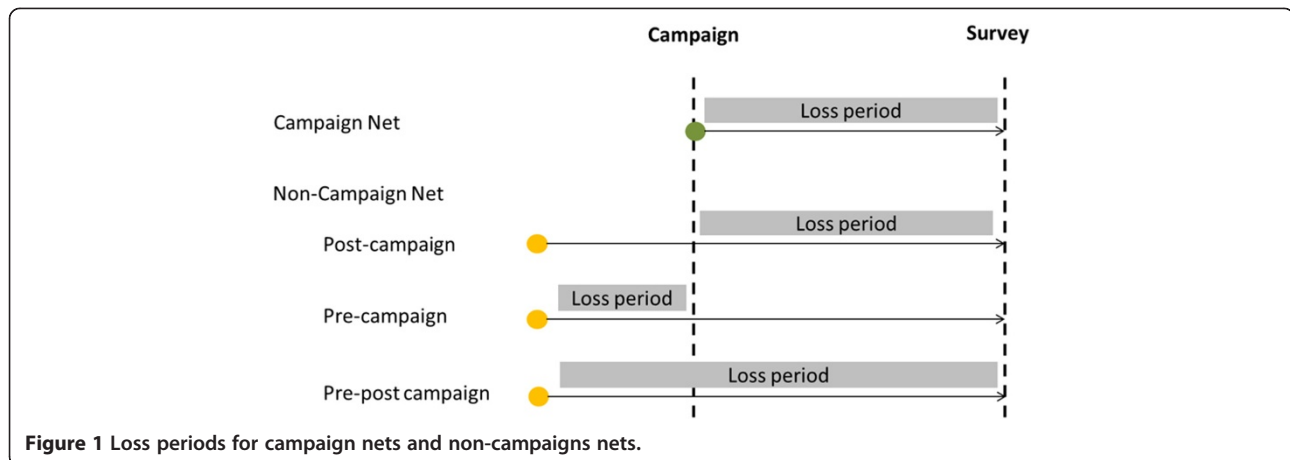 Campaign Survey
Campaign Net Loss period
Non-Campaign Net
Post-campaign Loss period
Pre-campaign Loss period
Pre-post campaign Loss period
Figure 1 Loss periods for campaign nets and non-campaigns nets.